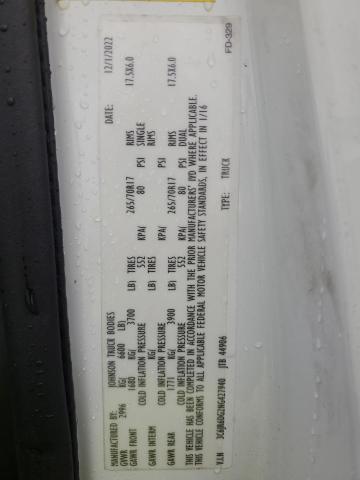 MANUFACTURED BY: JOHNSON TRUCK BODIES DATE: 12/1/2022
GVWR 2996 KG( 6600 LB)
GAWR FRONT 1680 KG( 3700 LB) TIRES 265/70R17 RIMS 17.5X6.0
COLD INFLATION PRESSURE 552 KPA/ 80 PSI SINGLE
GAWR INTERM KG( LB) TIRES RIMS
COLD INFLATION PRESSURE KPA/ PSI
GAWR REAR 1771 KG( 3900 LB) TIRES 265/70R17 RIMS 17.5X6.0
COLD INFLATION PRESSURE 552 KPA/ 80 PSI DUAL
THIS VEHICLE HAS BEEN COMPLETED IN ACCORDANCE WITH THE PRIOR MANUFACTURERS' IVD WHERE APPLICABLE.
THIS VEHICLE CONFORMS TO ALL APPLICABLE FEDERAL MOTOR VEHICLE SAFETY STANDARDS, IN EFFECT IN 1/16
V.I.N JTB 44906 TYPE: TRUCK
FD-329